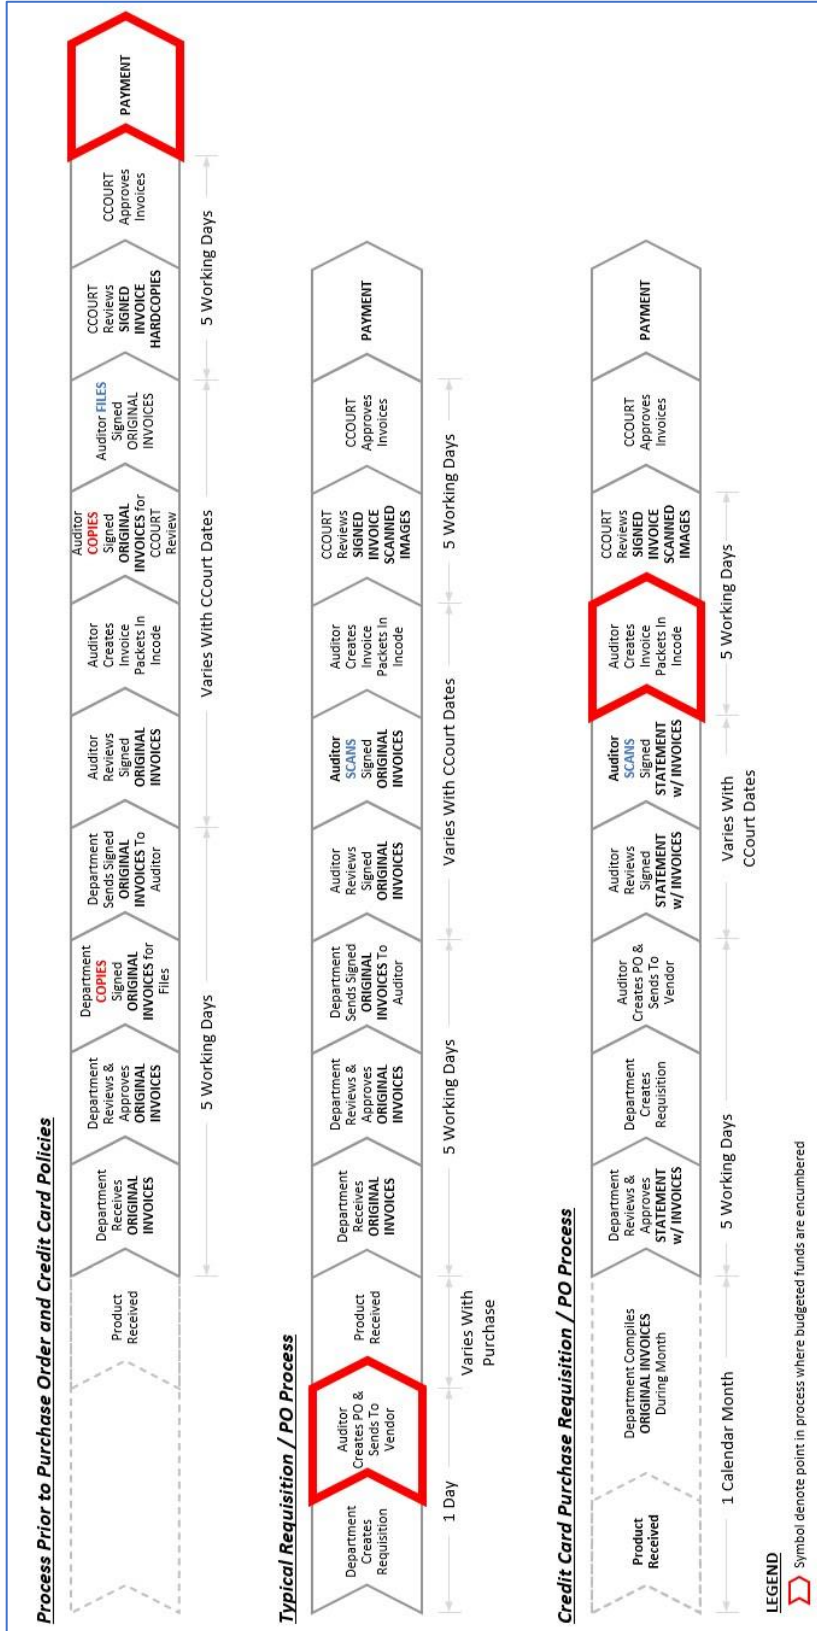 Process Prior to Purchase Order and Credit Card Policies
Product
Received
Department
Receives
ORIGINAL
INVOICES
Department
Reviews &
Approves
ORIGINAL
INVOICES
Department
COPIES
Signed
ORIGINAL
INVOICES for
Files
Department
Sends Signed
ORIGINAL
INVOICES To
Auditor
Auditor
Reviews
Signed
ORIGINAL
INVOICES
Auditor
Creates
Invoice
Packets In
Incode
Auditor
COPIES
Signed
ORIGINAL
INVOICES for
CCOURT
Review
Auditor FILES
Signed
ORIGINAL
INVOICES
CCOURT
Reviews
SIGNED
INVOICE
HARDCOPIES
CCOURT
Approves
Invoices
PAYMENT
5 Working Days
Varies With CCourt Dates
5 Working Days
Typical Requisition / PO Process
Department
Creates
Requisition
Auditor
Creates PO &
Sends To
Vendor
Product
Received
Department
Receives
ORIGINAL
INVOICES
Department
Reviews &
Approves
ORIGINAL
INVOICES
Department
Sends Signed
ORIGINAL
INVOICES To
Auditor
Auditor
Reviews
Signed
ORIGINAL
INVOICES
Auditor
SCANS
Signed
ORIGINAL
INVOICES
Auditor
Creates
Invoice
Packets In
Incode
CCOURT
Reviews
SIGNED
INVOICE
SCANNED
IMAGES
CCOURT
Approves
Invoices
PAYMENT
1 Day
Varies With
Purchase
5 Working Days
Varies With CCourt Dates
5 Working Days
Credit Card Purchase Requisition / PO Process
Product
Received
Department Compiles
ORIGINAL INVOICES
During Month
Department
Reviews &
Approves
STATEMENT
w/ INVOICES
Department
Creates
Requisition
Auditor
Creates PO &
Sends To
Vendor
Auditor
Reviews
Signed
STATEMENT
w/ INVOICES
Auditor
SCANS
Signed
STATEMENT
w/ INVOICES
Auditor
Creates
Invoice
Packets In
Incode
CCOURT
Reviews
SIGNED
INVOICE
SCANNED
IMAGES
CCOURT
Approves
Invoices
PAYMENT
1 Calendar Month
5 Working Days
Varies With
CCourt Dates
5 Working Days
LEGEND
Symbol denote point in process where budgeted funds are encumbered